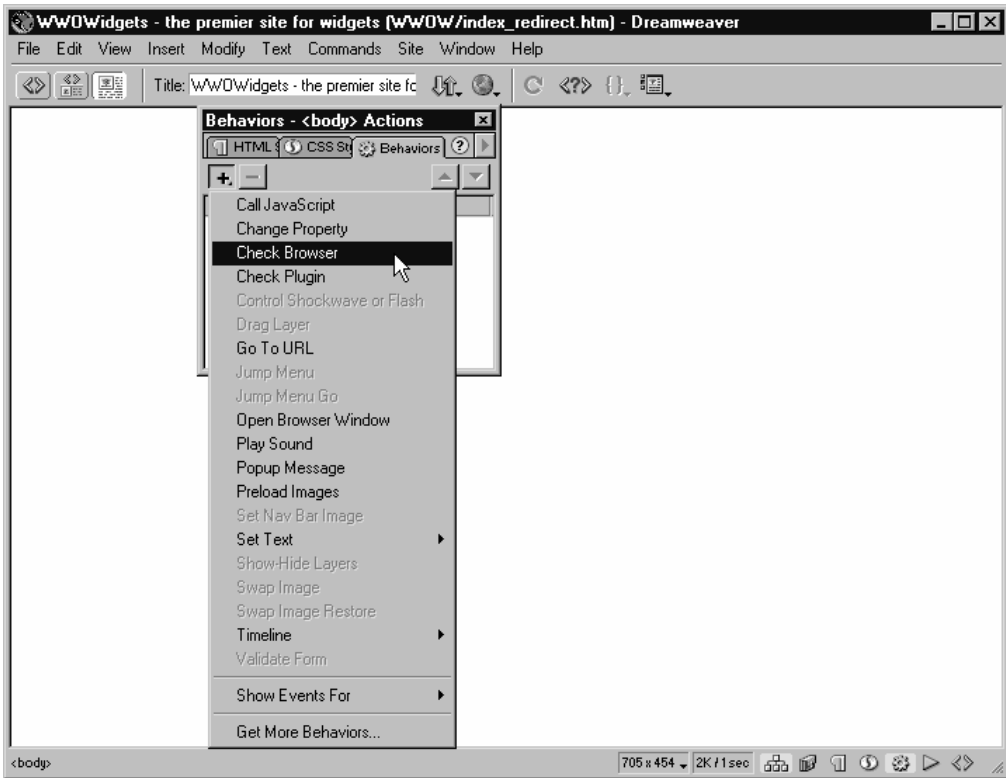 WWOWidgets - the premier site for widgets (WWOW/index_redirect.htm) - Dreamweaver
File Edit View Insert Modify Text Commands Site Window Help
Title: WWOWidgets - the premier site fo
Behaviors - <body> Actions
HTML S CSS Sty Behaviors
Call JavaScript
Change Property
Check Browser
Check Plugin
Control Shockwave or Flash
Drag Layer
Go To URL
Jump Menu
Jump Menu Go
Open Browser Window
Play Sound
Popup Message
Preload Images
Set Nav Bar Image
Set Text
Show-Hide Layers
Swap Image
Swap Image Restore
Timeline
Validate Form
Show Events For
Get More Behaviors...
<body> 705 x 454 2K / 1 sec